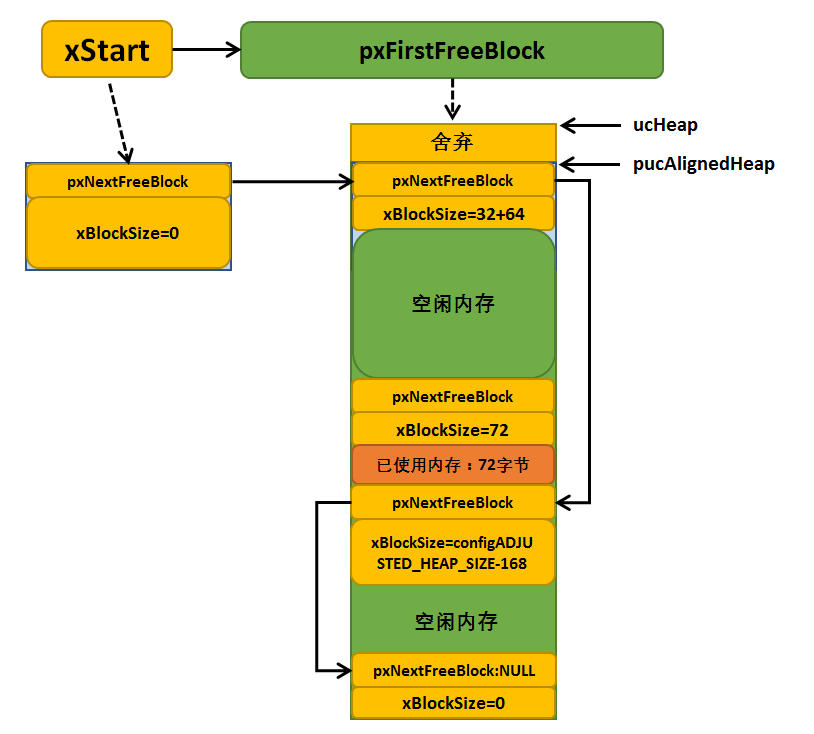 xStart
pxFirstFreeBlock
ucHeap
舍弃
pucAlignedHeap
pxNextFreeBlock
pxNextFreeBlock
xBlockSize=32+64
xBlockSize=0
空闲内存
pxNextFreeBlock
xBlockSize=72
已使用内存：72字节
pxNextFreeBlock
xBlockSize=configADJU
STED_HEAP_SIZE-168
空闲内存
pxNextFreeBlock:NULL
xBlockSize=0